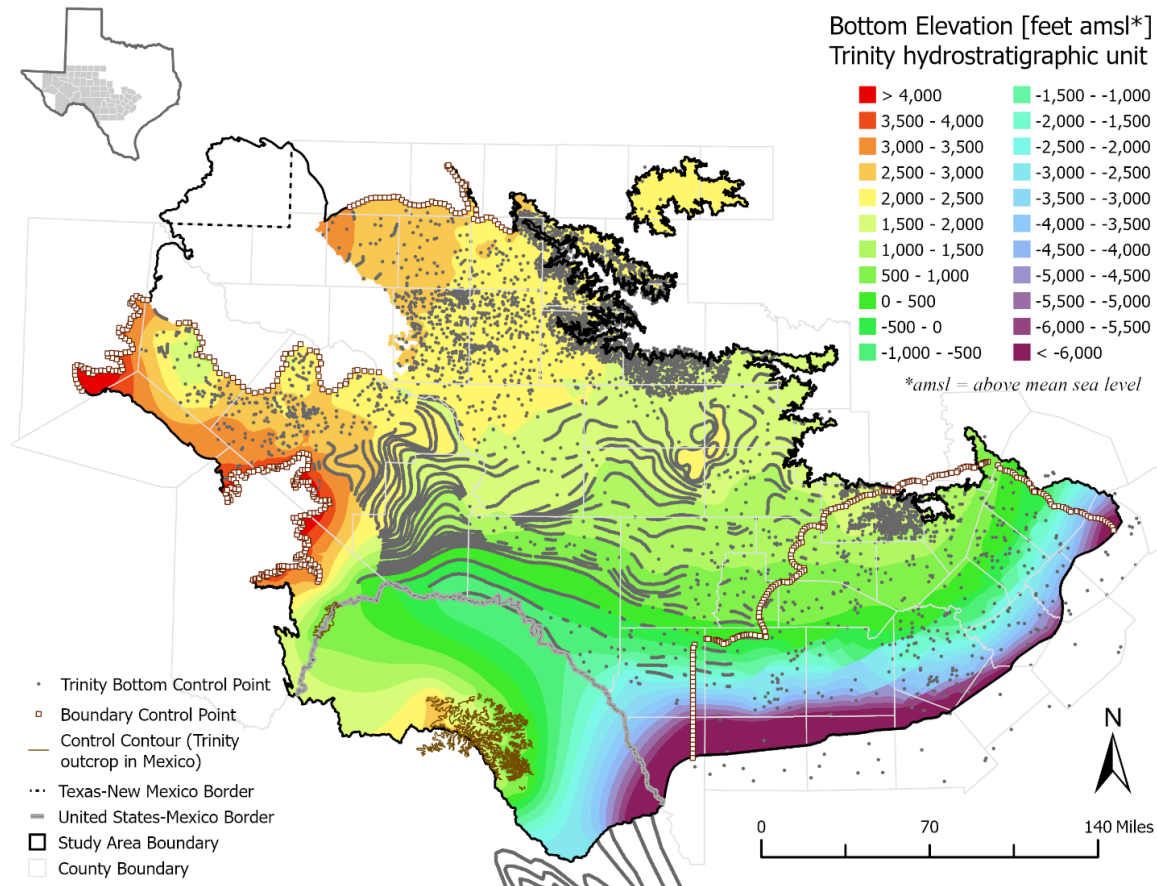 Bottom Elevation [feet amsl*]
Trinity hydrostratigraphic unit
> 4,000
3,500 - 4,000
3,000 - 3,500
2,500 - 3,000
2,000 - 2,500
1,500 - 2,000
1,000 - 1,500
500 - 1,000
0 - 500
-500 - 0
-1,000 - -500
-1,500 - -1,000
-2,000 - -1,500
-2,500 - -2,000
-3,000 - -2,500
-3,500 - -3,000
-4,000 - -3,500
-4,500 - -4,000
-5,000 - -4,500
-5,500 - -5,000
-6,000 - -5,500
< -6,000
*amsl = above mean sea level
Trinity Bottom Control Point
Boundary Control Point
Control Contour (Trinity
outcrop in Mexico)
Texas-New Mexico Border
United States-Mexico Border
Study Area Boundary
County Boundary
N
0 70 140 Miles